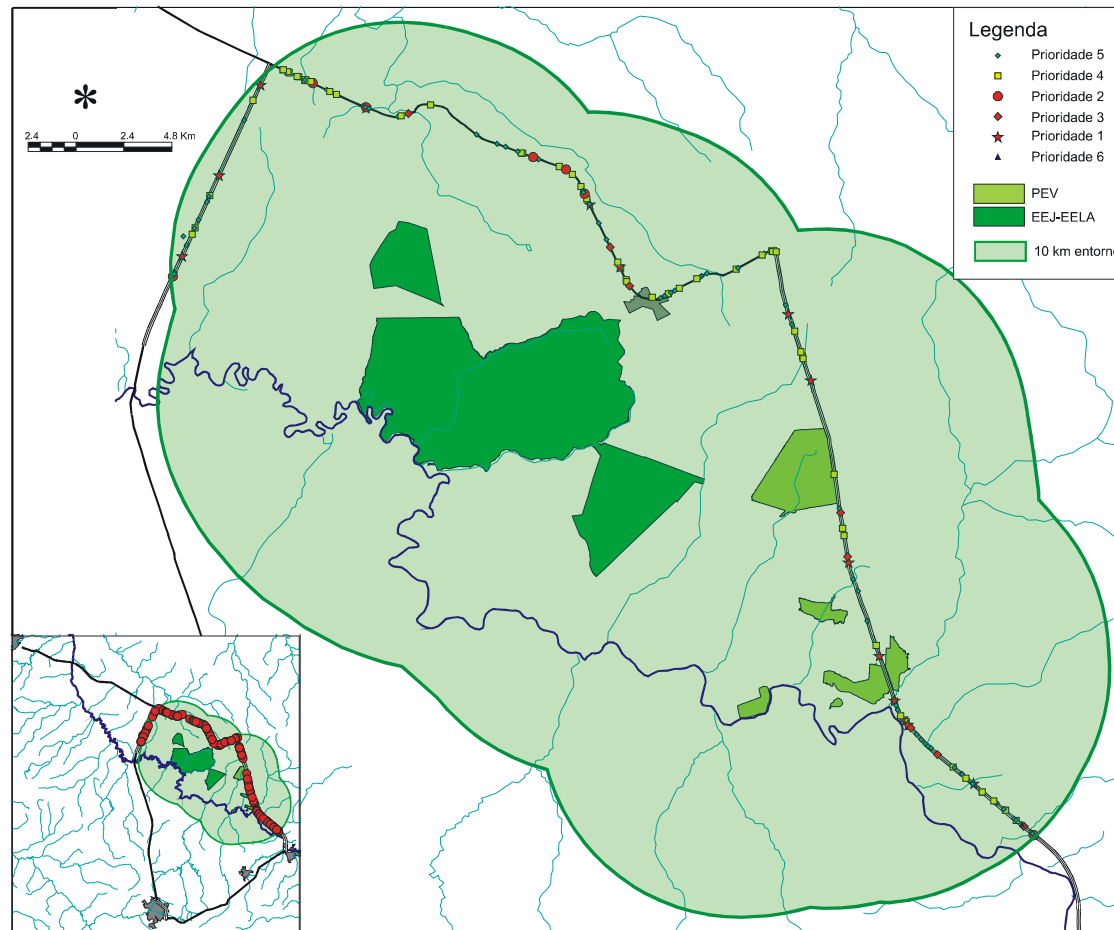 Legenda
Prioridade 5
Prioridade 4
Prioridade 2
Prioridade 3
Prioridade 1
Prioridade 6
PEV
EEJ-EELA
10 km entorno
*
2.4 0 2.4 4.8 Km